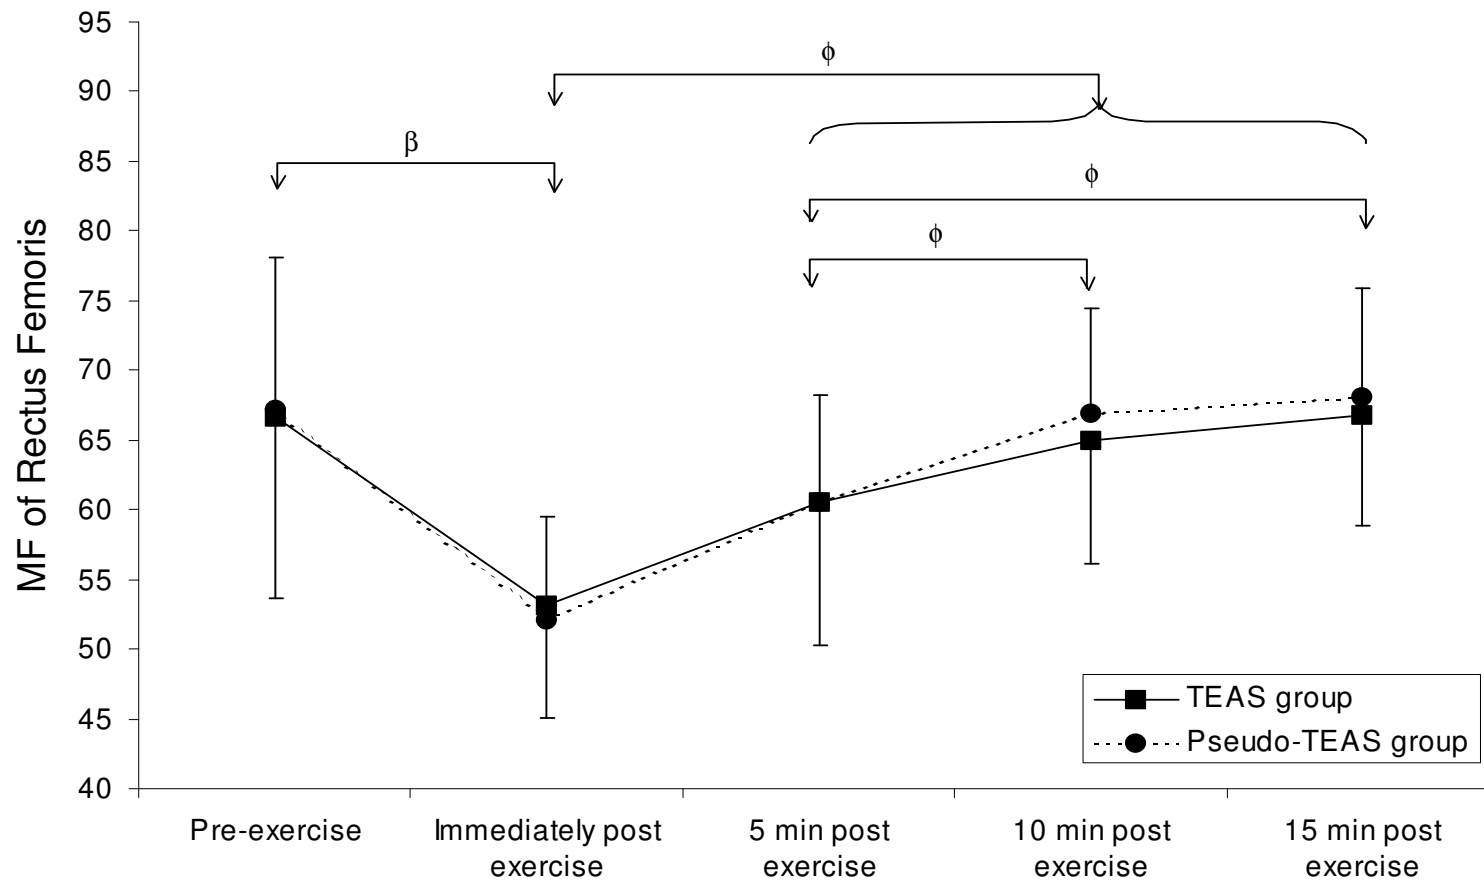 95
90
85
80
75
70
65
60
55
50
45
40
MF of Rectus Femoris
ϕ
β
ϕ
ϕ
TEAS group
Pseudo-TEAS group
Pre-exercise
Immediately post
exercise
5 min post
exercise
10 min post
exercise
15 min post
exercise